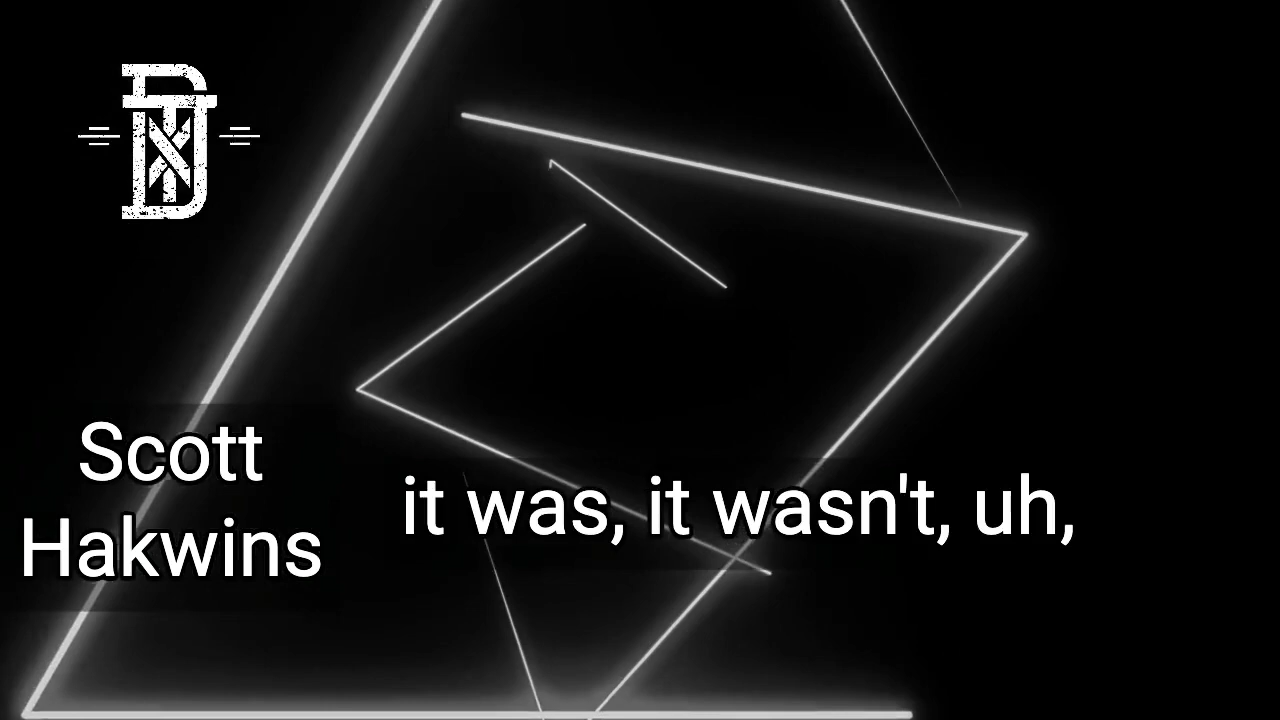 Scott
Hakwins
it was, it wasn't, uh,